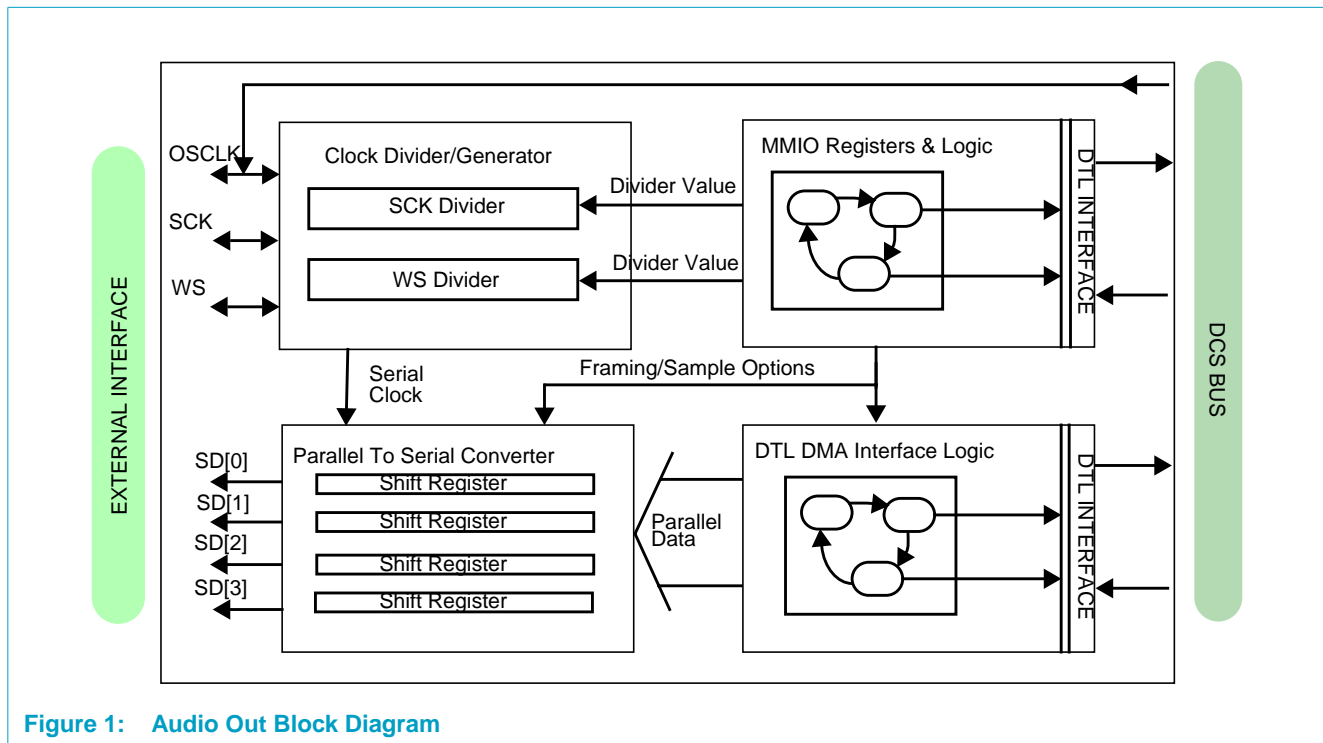 OSCLK
SCK
WS
EXTERNAL INTERFACE
Clock Divider/Generator
SCK Divider
WS Divider
Divider Value
Divider Value
MMIO Registers & Logic
DTL INTERFACE
DCS BUS
Serial
Clock
Framing/Sample Options
SD[0]
SD[1]
SD[2]
SD[3]
Parallel To Serial Converter
Shift Register
Shift Register
Shift Register
Shift Register
Parallel
Data
DTL DMA Interface Logic
DTL INTERFACE
Figure 1: Audio Out Block Diagram